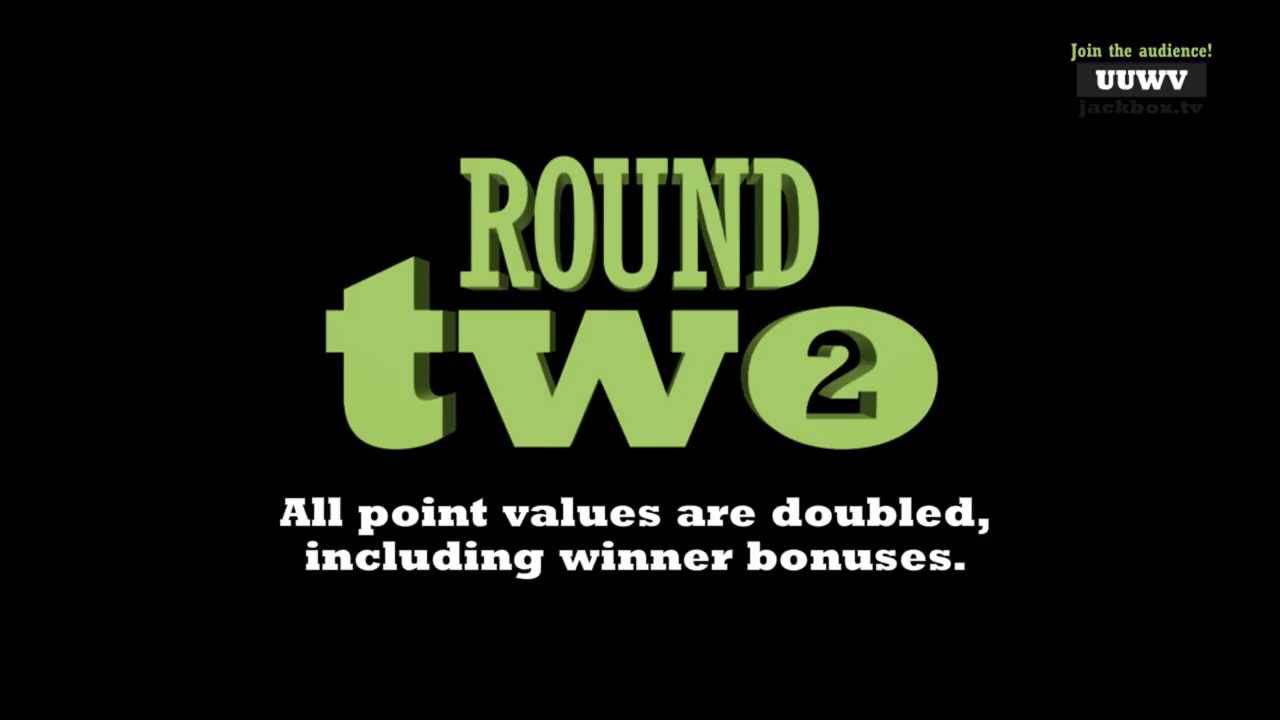 Join the audience!
UUWV
jackbox.tv
ROUND
two
2
All point values are doubled,
including winner bonuses.